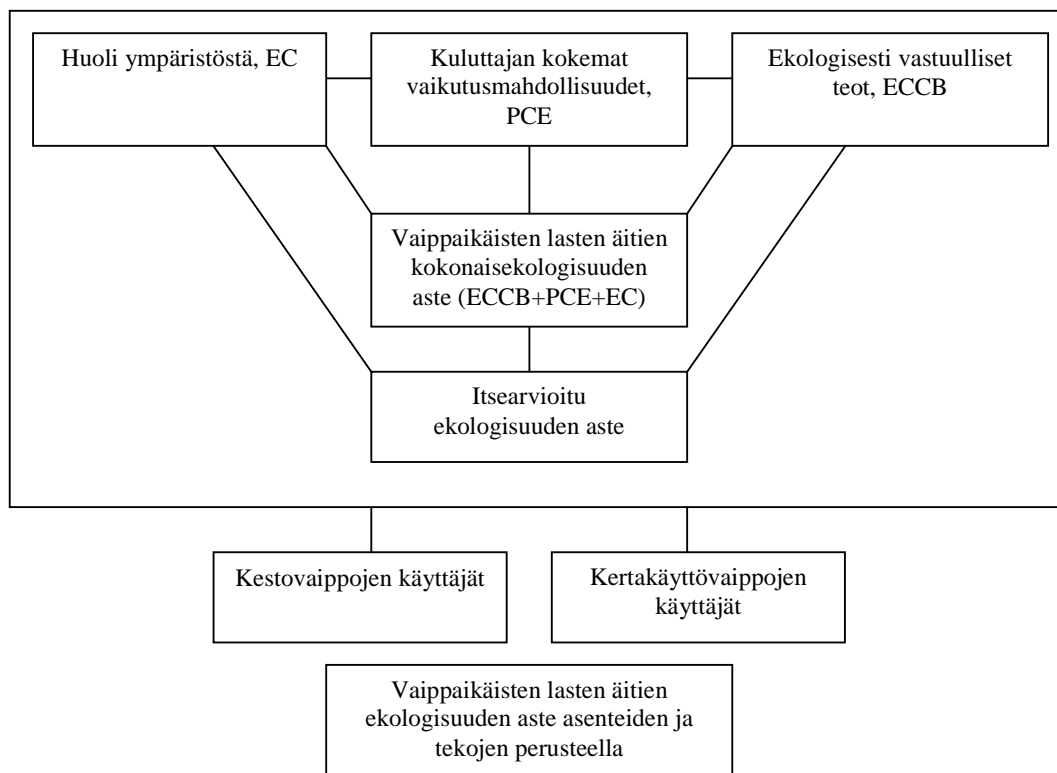 Huoli ympäristöstä, EC
Kuluttajan kokemat
vaikutusmahdollisuudet,
PCE
Ekologisesti vastuulliset
teot, ECCB
Vaippaikäisten lasten äitien
kokonaisekologisuuden
aste (ECCB+PCE+EC)
Itsearvioitu
ekologisuuden aste
Kestovaippojen käyttäjät
Kertakäyttövaippojen
käyttäjät
Vaippaikäisten lasten äitien
ekologisuuden aste asenteiden ja
tekojen perusteella